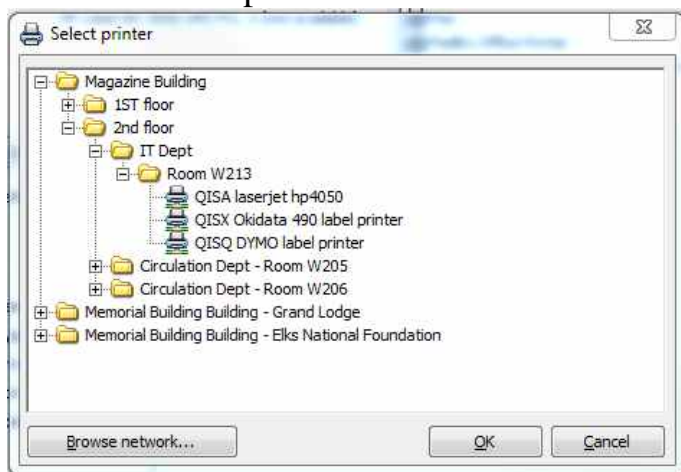 Select printer
Magazine Building
1ST floor
2nd floor
IT Dept
Room W213
QISA laserjet hp4050
QISX Okidata 490 label printer
QISQ DYMO label printer
Circulation Dept - Room W205
Circulation Dept - Room W206
Memorial Building Building - Grand Lodge
Memorial Building Building - Elks National Foundation
Browse network... OK Cancel